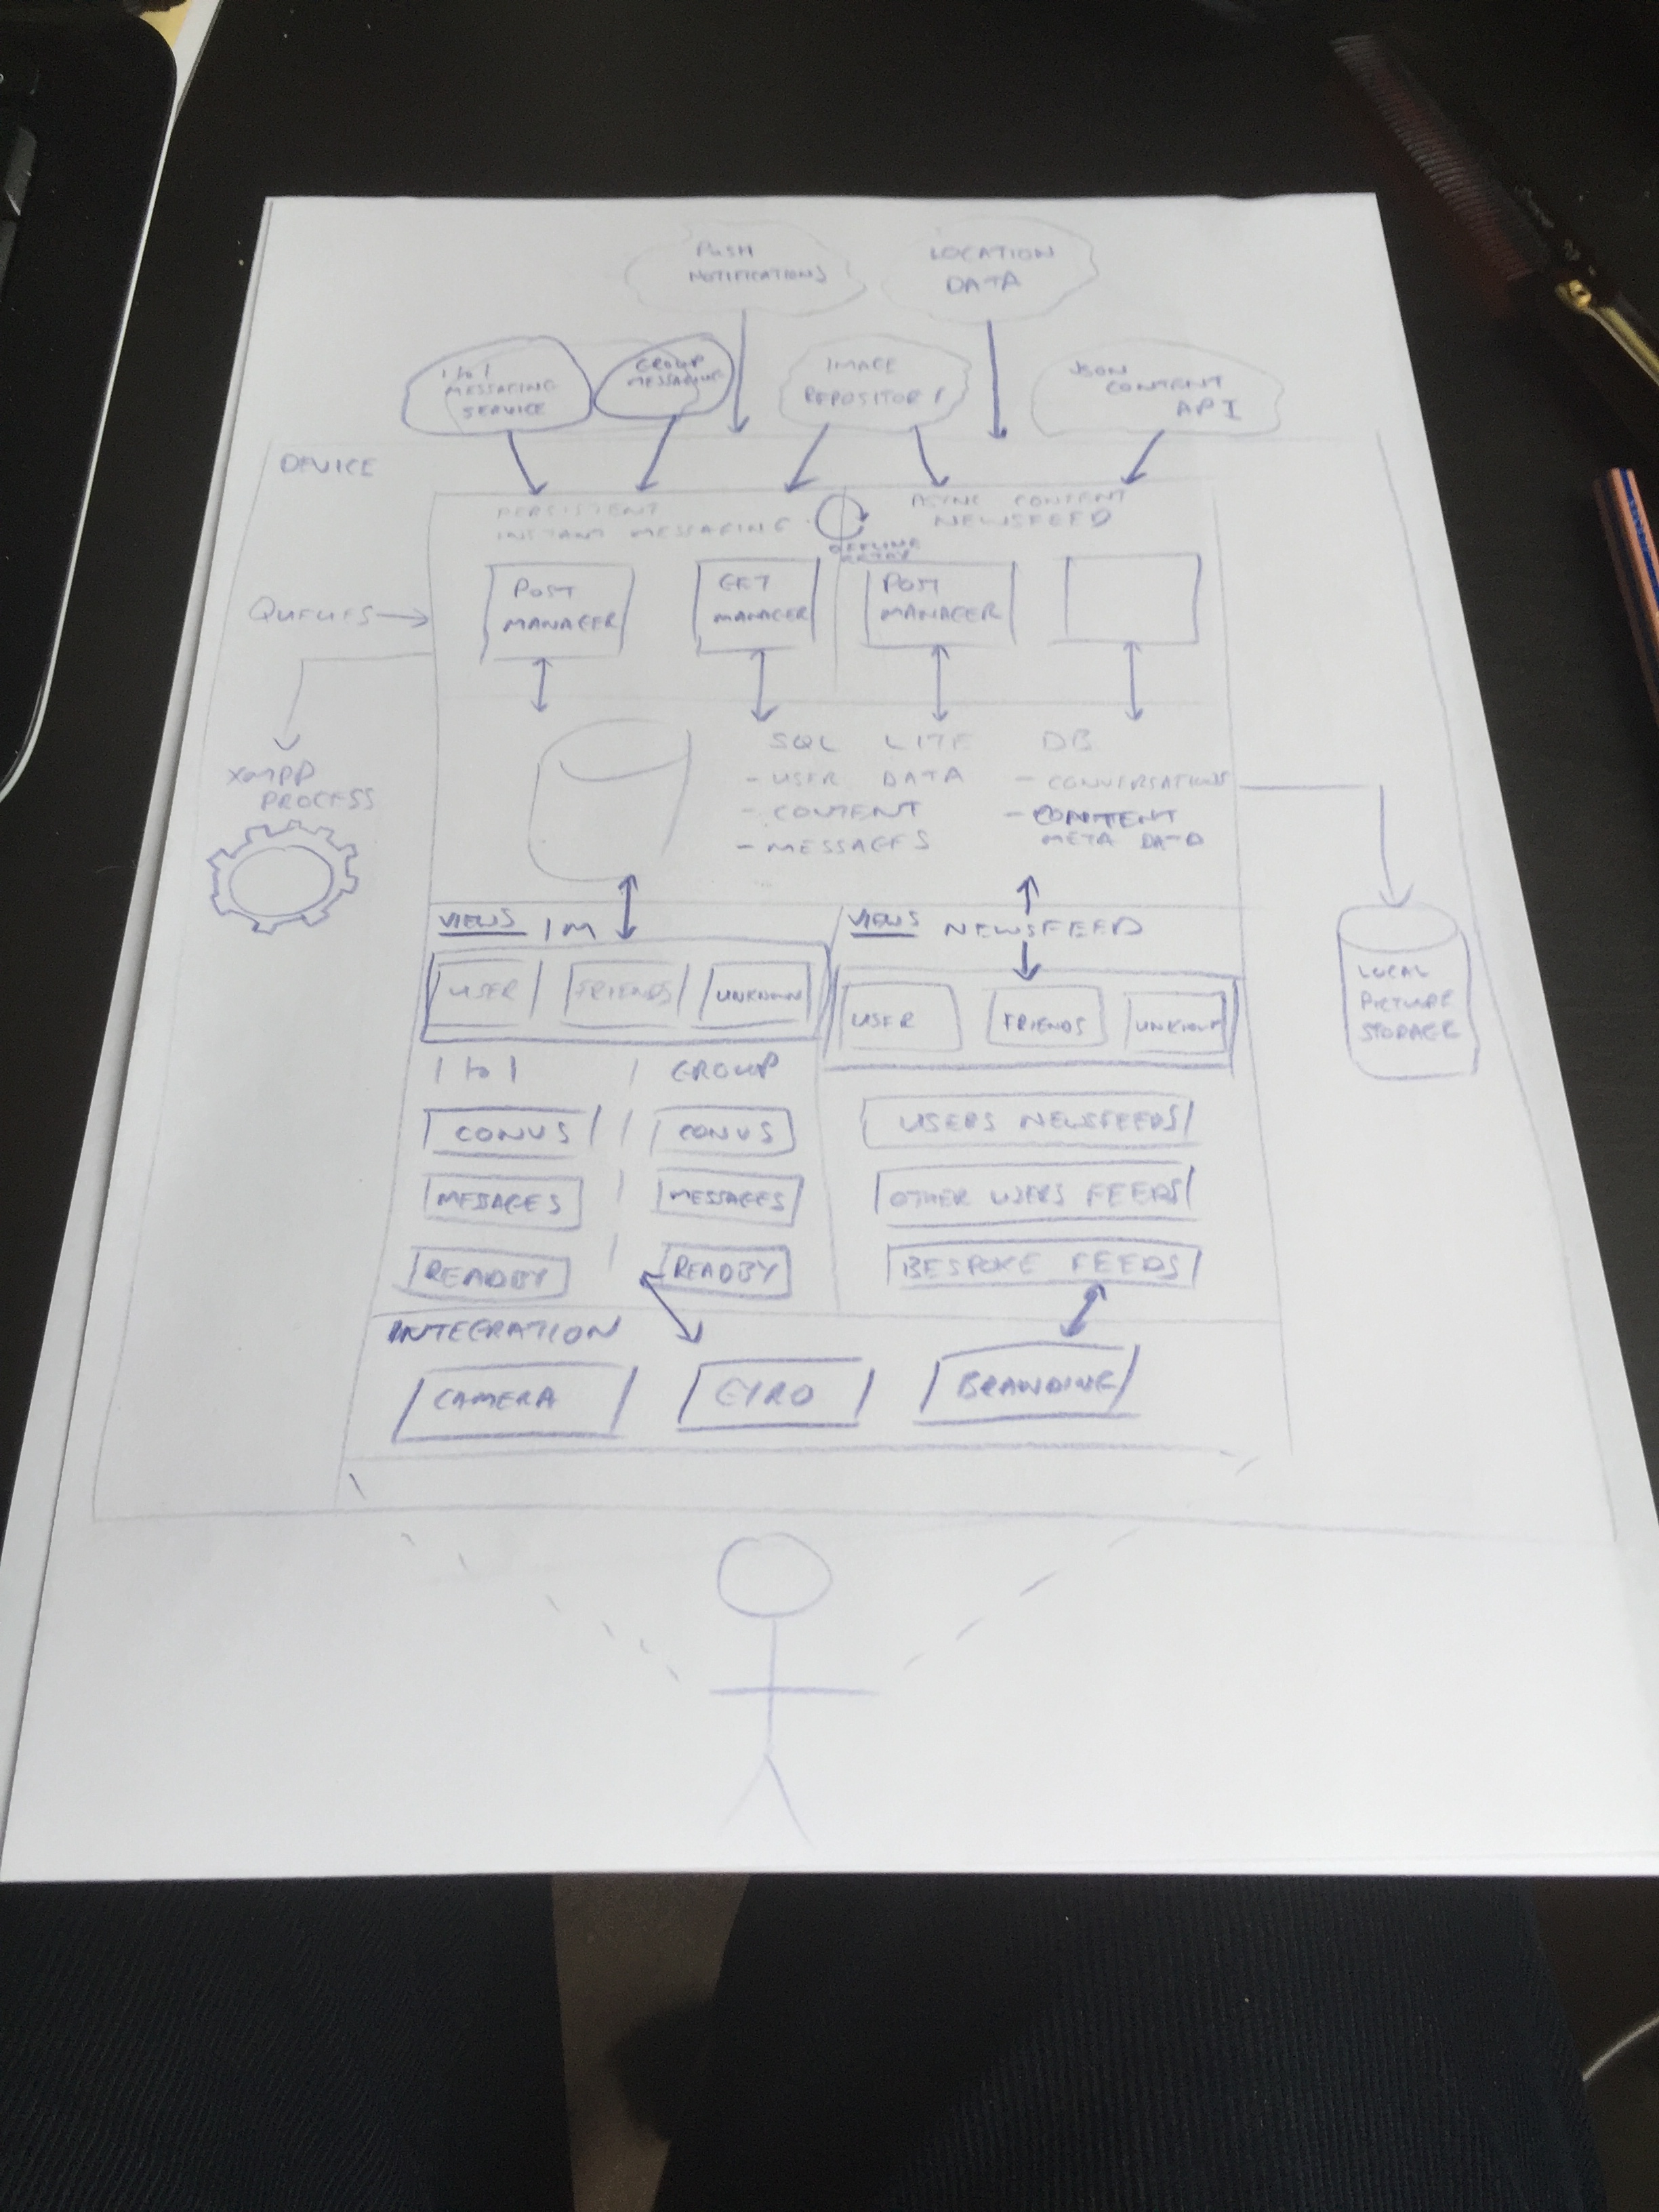 PUSH
NOTIFICATIONS
LOCATION
DATA
1 to 1
MESSAGING
SERVICE
GROUP
MESSAGING
IMAGE
REPOSITORY
JSON
CONTENT
API
DEVICE
PERSISTENT
INSTANT MESSAGING
ASYNC CONTENT
NEWSFEED
OFFLINE
RETRY
QUEUES
POST
MANAGER
GET
MANAGER
POST
MANAGER
XMPP
PROCESS
SQL LITE DB
- USER DATA
- CONTENT
- MESSAGES
- CONVERSATIONS
- CONTENT
META DATA
LOCAL
PICTURE
STORAGE
VIEWS IM
USER FRIENDS UNKNOWN
1 to 1 | GROUP
CONVS | CONVS
MESSAGES | MESSAGES
READBY | READBY
VIEWS NEWSFEED
USER FRIENDS UNKNOWN
USERS NEWSFEEDS
OTHER USERS FEEDS
BESPOKE FEEDS
INTEGRATION
CAMERA GYRO BRANDING